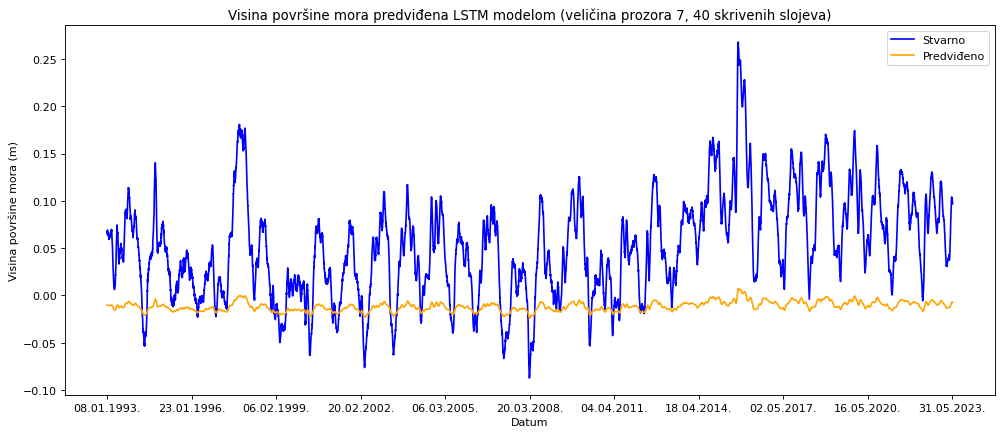 Visina površine mora predviđena LSTM modelom (veličina prozora 7, 40 skrivenih slojeva)
Stvarno
Predviđeno
Visina površine mora (m)
0.25
0.20
0.15
0.10
0.05
0.00
−0.05
−0.10
08.01.1993. 23.01.1996. 06.02.1999. 20.02.2002. 06.03.2005. 20.03.2008. 04.04.2011. 18.04.2014. 02.05.2017. 16.05.2020. 31.05.2023.
Datum